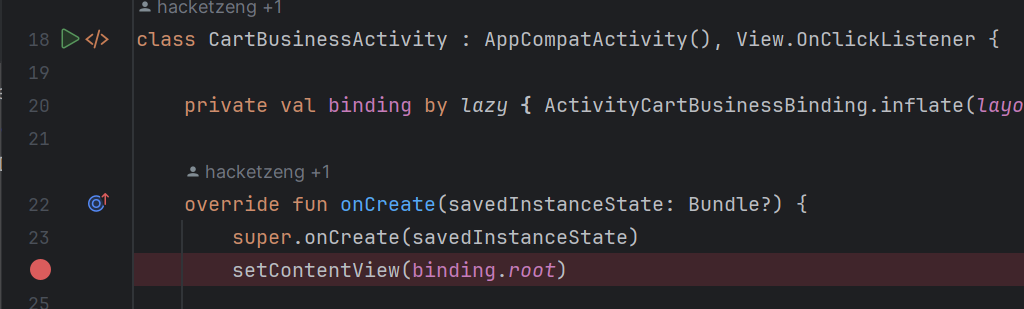 hacketzeng +1
18 class CartBusinessActivity : AppCompatActivity(), View.OnClickListener {
19
20 private val binding by lazy { ActivityCartBusinessBinding.inflate(layo
21
hacketzeng +1
22 override fun onCreate(savedInstanceState: Bundle?) {
23 super.onCreate(savedInstanceState)
setContentView(binding.root)
25